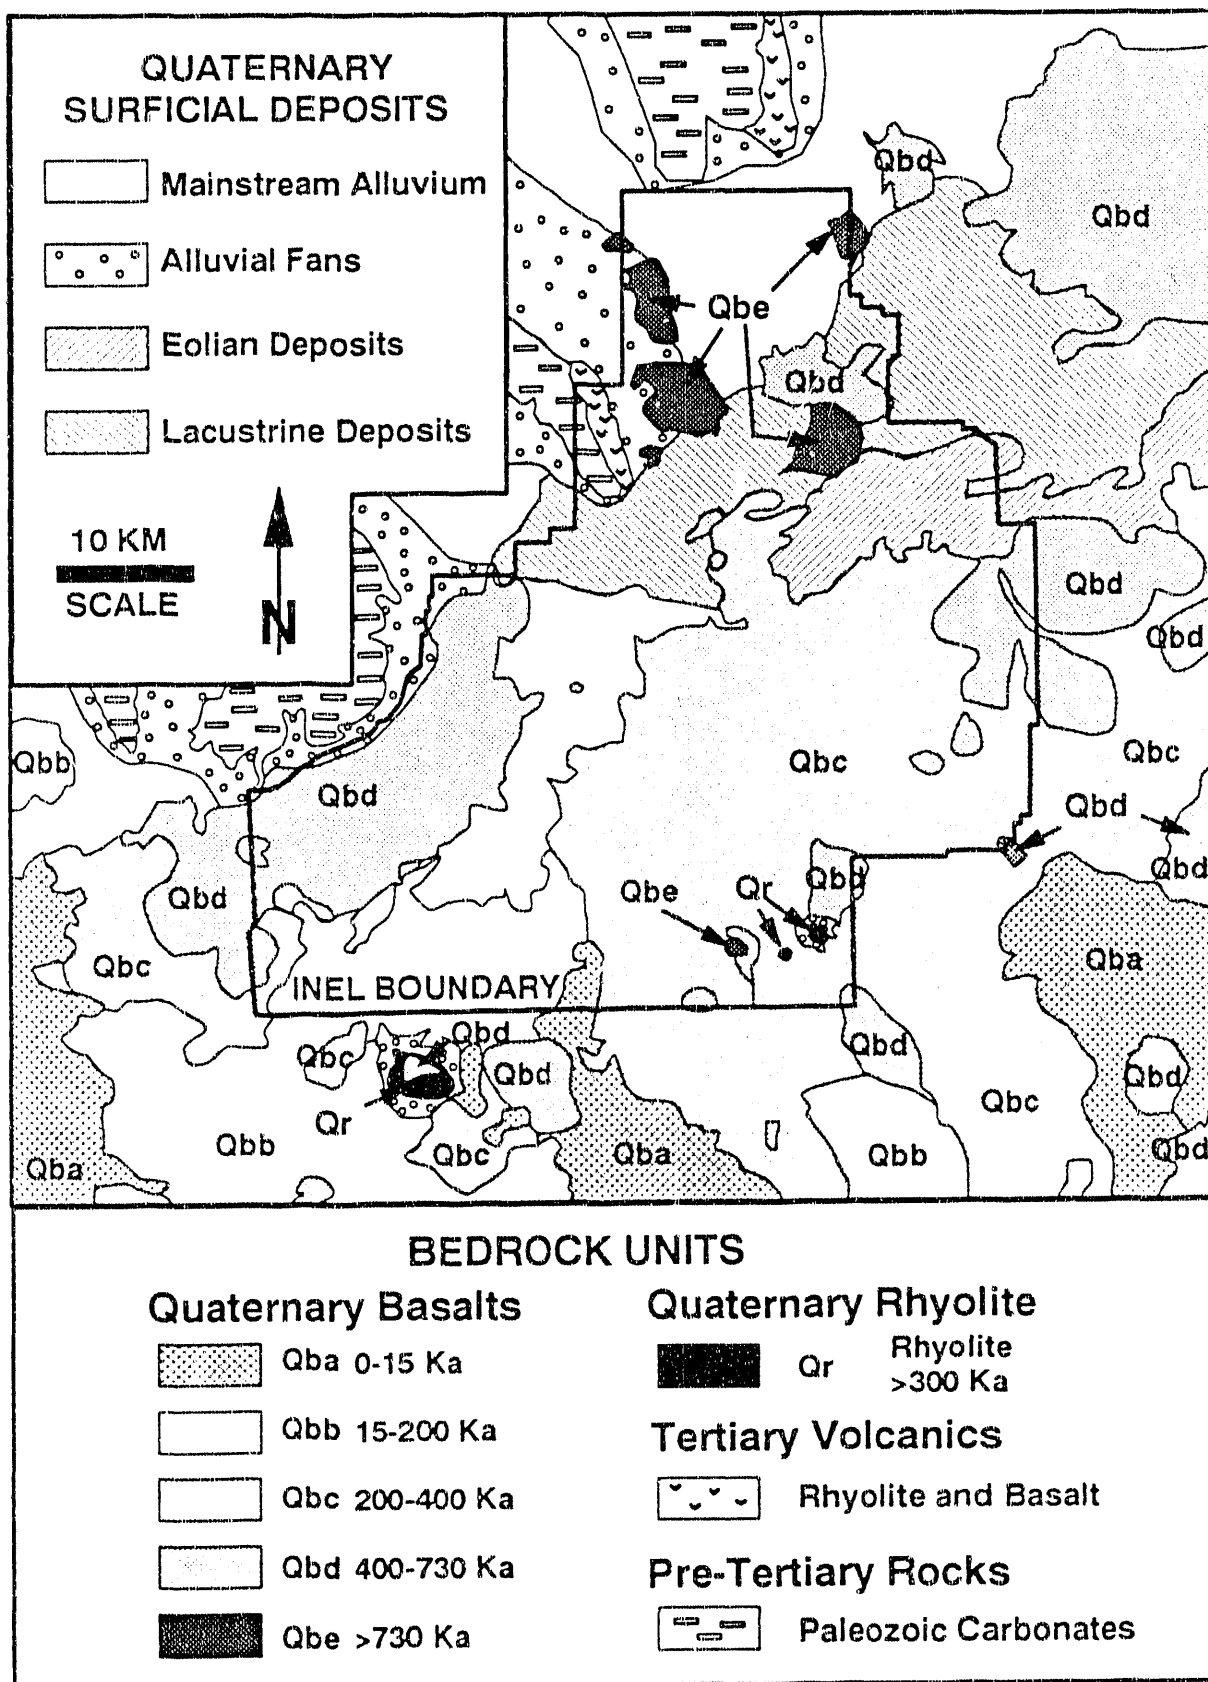 QUATERNARY
SURFICIAL DEPOSITS
Mainstream Alluvium
Alluvial Fans
Eolian Deposits
Lacustrine Deposits
10 KM
SCALE
N
Qbd
Qbd
Qbe
Qbd
Qbd
Qbd
Qbb
Qbd
Qbc
Qbc
Qbd
Qbd
Qbe
Qr
Qbd
Qbd
Qbc
Qba
INEL BOUNDARY
Qbd
Qbc
Qbd
Qbd
Qbd
Qbc
Qr
Qbb
Qbc
Qba
Qbb
Qbd
Qba
BEDROCK UNITS
Quaternary Basalts
Qba 0-15 Ka
Qbb 15-200 Ka
Qbc 200-400 Ka
Qbd 400-730 Ka
Qbe >730 Ka
Quaternary Rhyolite
Qr Rhyolite
>300 Ka
Tertiary Volcanics
Rhyolite and Basalt
Pre-Tertiary Rocks
Paleozoic Carbonates